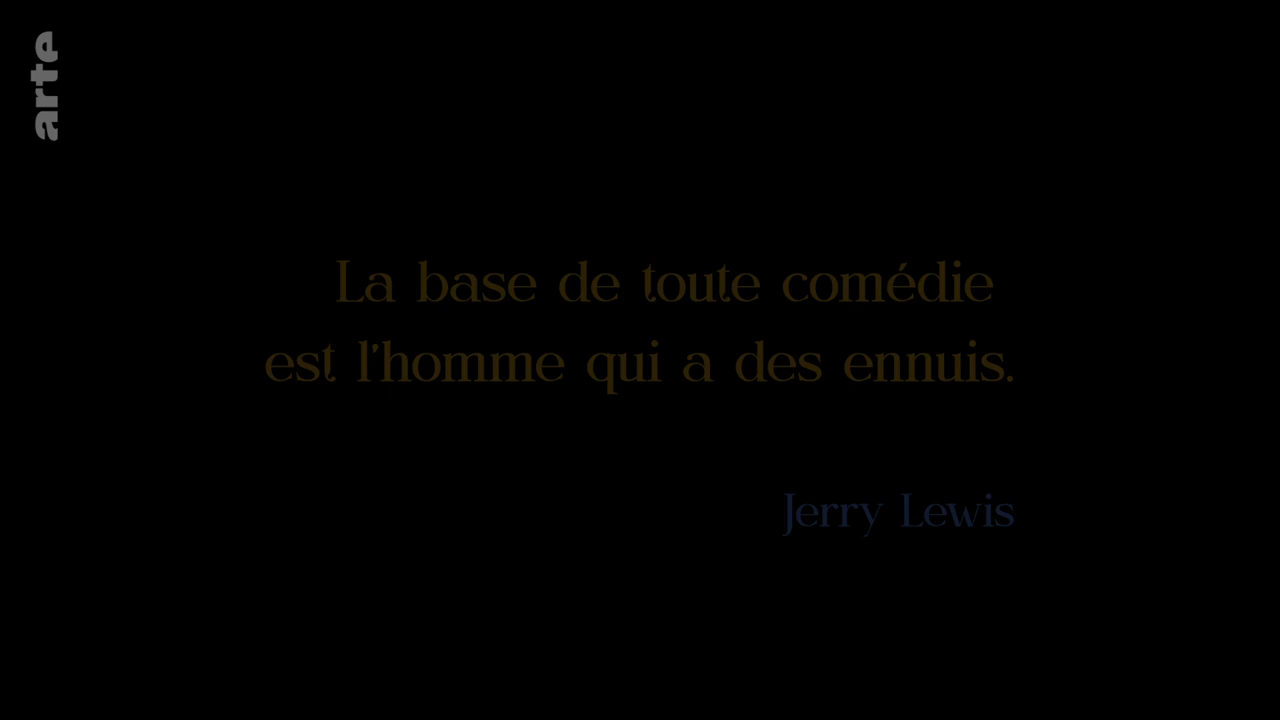 arte
La base de toute comédie
est l'homme qui a des ennuis.
Jerry Lewis